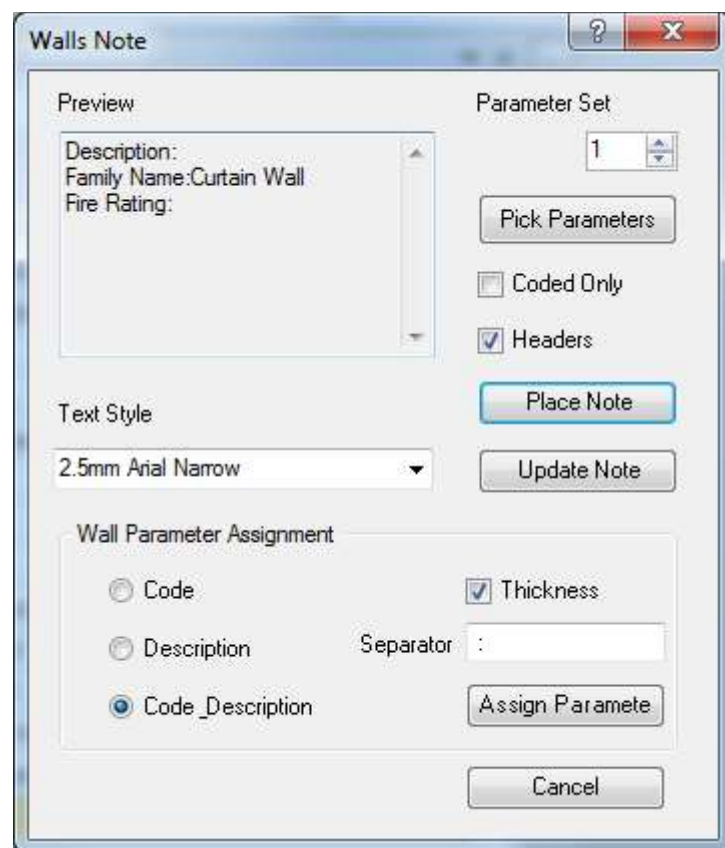 Walls Note
?
Preview
Parameter Set
Description:
Family Name:Curtain Wall
Fire Rating:
1
Pick Parameters
Coded Only
Headers
Place Note
Text Style
2.5mm Arial Narrow
Update Note
Wall Parameter Assignment
Code
Thickness
Description
Separator :
Code_Description
Assign Paramete
Cancel